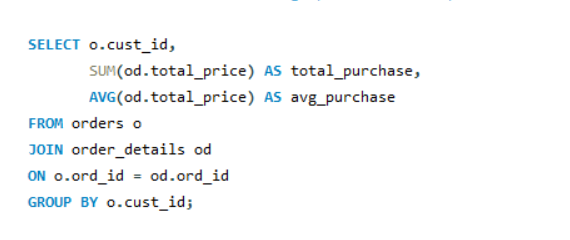 SELECT o.cust_id,
SUM(od.total_price) AS total_purchase,
AVG(od.total_price) AS avg_purchase
FROM orders o
JOIN order_details od
ON o.ord_id = od.ord_id
GROUP BY o.cust_id;